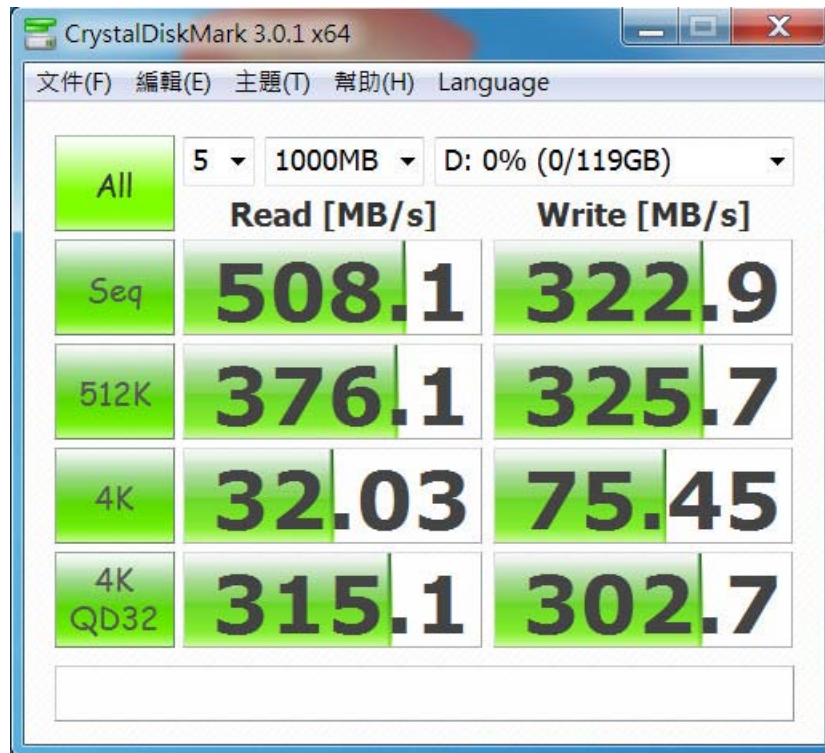 CrystalDiskMark 3.0.1 x64
文件(F) 編輯(E) 主題(T) 幫助(H) Language
All 5 1000MB D: 0% (0/119GB)
Read [MB/s] Write [MB/s]
Seq 508.1 322.9
512K 376.1 325.7
4K 32.03 75.45
4K
QD32 315.1 302.7